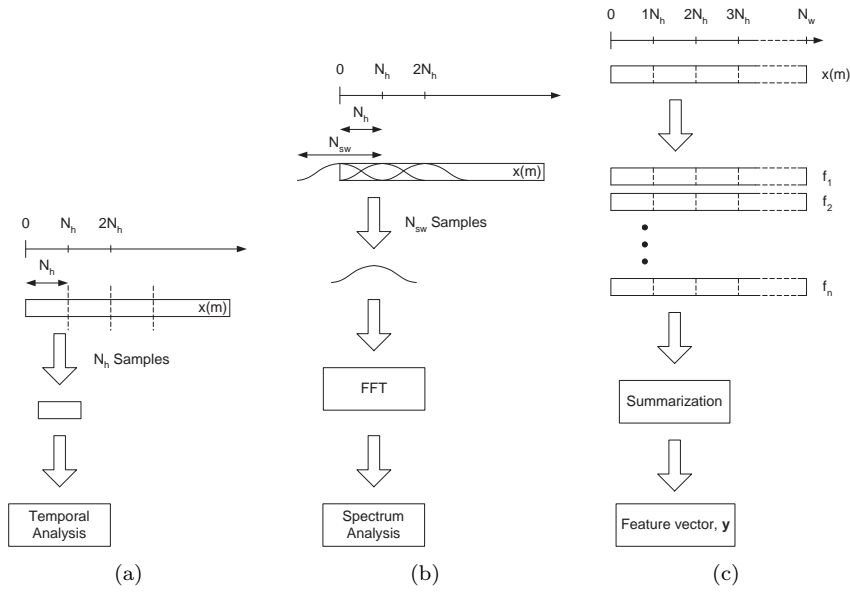 0 N_h 2N_h
N_h
x(m)
N_h Samples
Temporal
Analysis
(a)
0 N_h 2N_h
N_h
N_sw
x(m)
N_sw Samples
FFT
Spectrum
Analysis
(b)
0 1N_h 2N_h 3N_h N_w
x(m)
f_1
f_2
f_n
Summarization
Feature vector, y
(c)